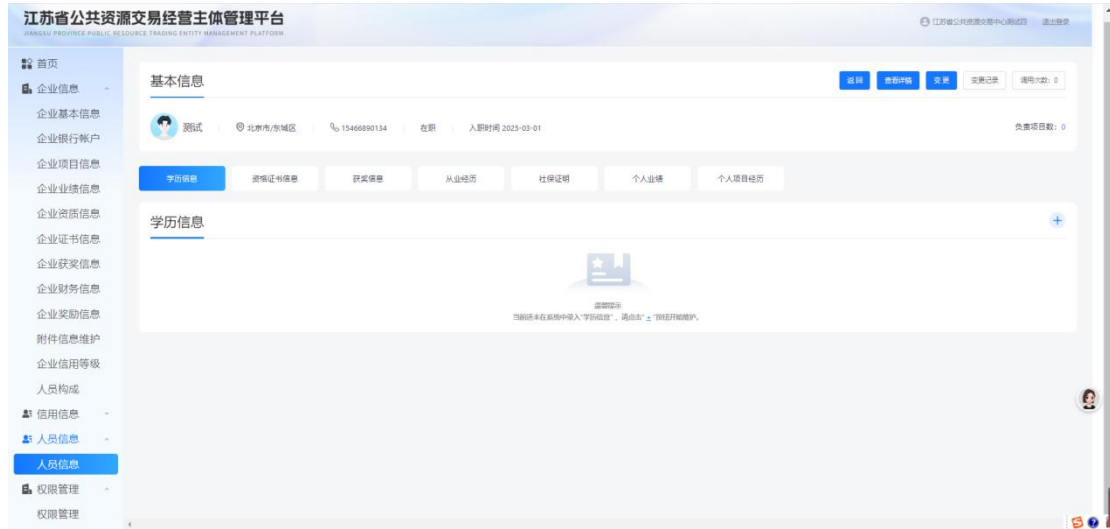 江苏省公共资源交易经营主体管理平台
JIANGSU PROVINCE PUBLIC RESOURCE TRADING ENTITY MANAGEMENT PLATFORM
江苏省公共资源交易中心测试四 退出登录
首页
企业信息
企业基本信息
企业银行帐户
企业项目信息
企业业绩信息
企业资质信息
企业证书信息
企业获奖信息
企业财务信息
企业奖励信息
附件信息维护
企业信用等级
人员构成
信用信息
人员信息
人员信息
权限管理
权限管理
基本信息
返回 查看详情 变更 变更记录 调用次数: 0
测试 北京市/东城区 15466890134 在职 入职时间 2025-03-01 负责项目数: 0
学历信息 资格证书信息 获奖信息 从业经历 社保证明 个人业绩 个人项目经历
学历信息
+
温馨提示
当前还未在系统中录入"学历信息"，请点击"+"按钮开始维护。